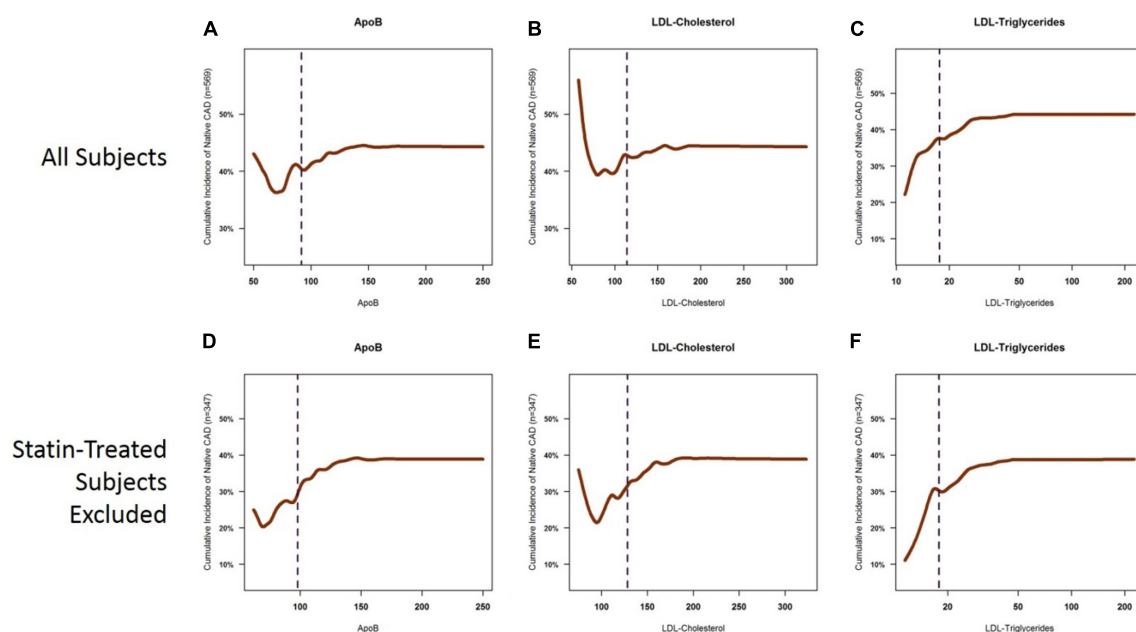 A
ApoB
B
LDL-Cholesterol
C
LDL-Triglycerides
All Subjects
Cumulative Incidence of Native CAD (n=569)
50%
40%
30%
50
100
150
200
250
ApoB
Cumulative Incidence of Native CAD (n=569)
50%
40%
30%
50
100
150
200
250
300
LDL-Cholesterol
Cumulative Incidence of Native CAD (n=569)
50%
40%
30%
20%
10%
10
20
50
100
200
LDL-Triglycerides
D
ApoB
E
LDL-Cholesterol
F
LDL-Triglycerides
Statin-Treated
Subjects
Excluded
Cumulative Incidence of Native CAD (n=347)
50%
40%
30%
20%
10%
100
150
200
250
ApoB
Cumulative Incidence of Native CAD (n=347)
50%
40%
30%
20%
10%
100
150
200
250
300
LDL-Cholesterol
Cumulative Incidence of Native CAD (n=347)
50%
40%
30%
20%
10%
20
50
100
200
LDL-Triglycerides